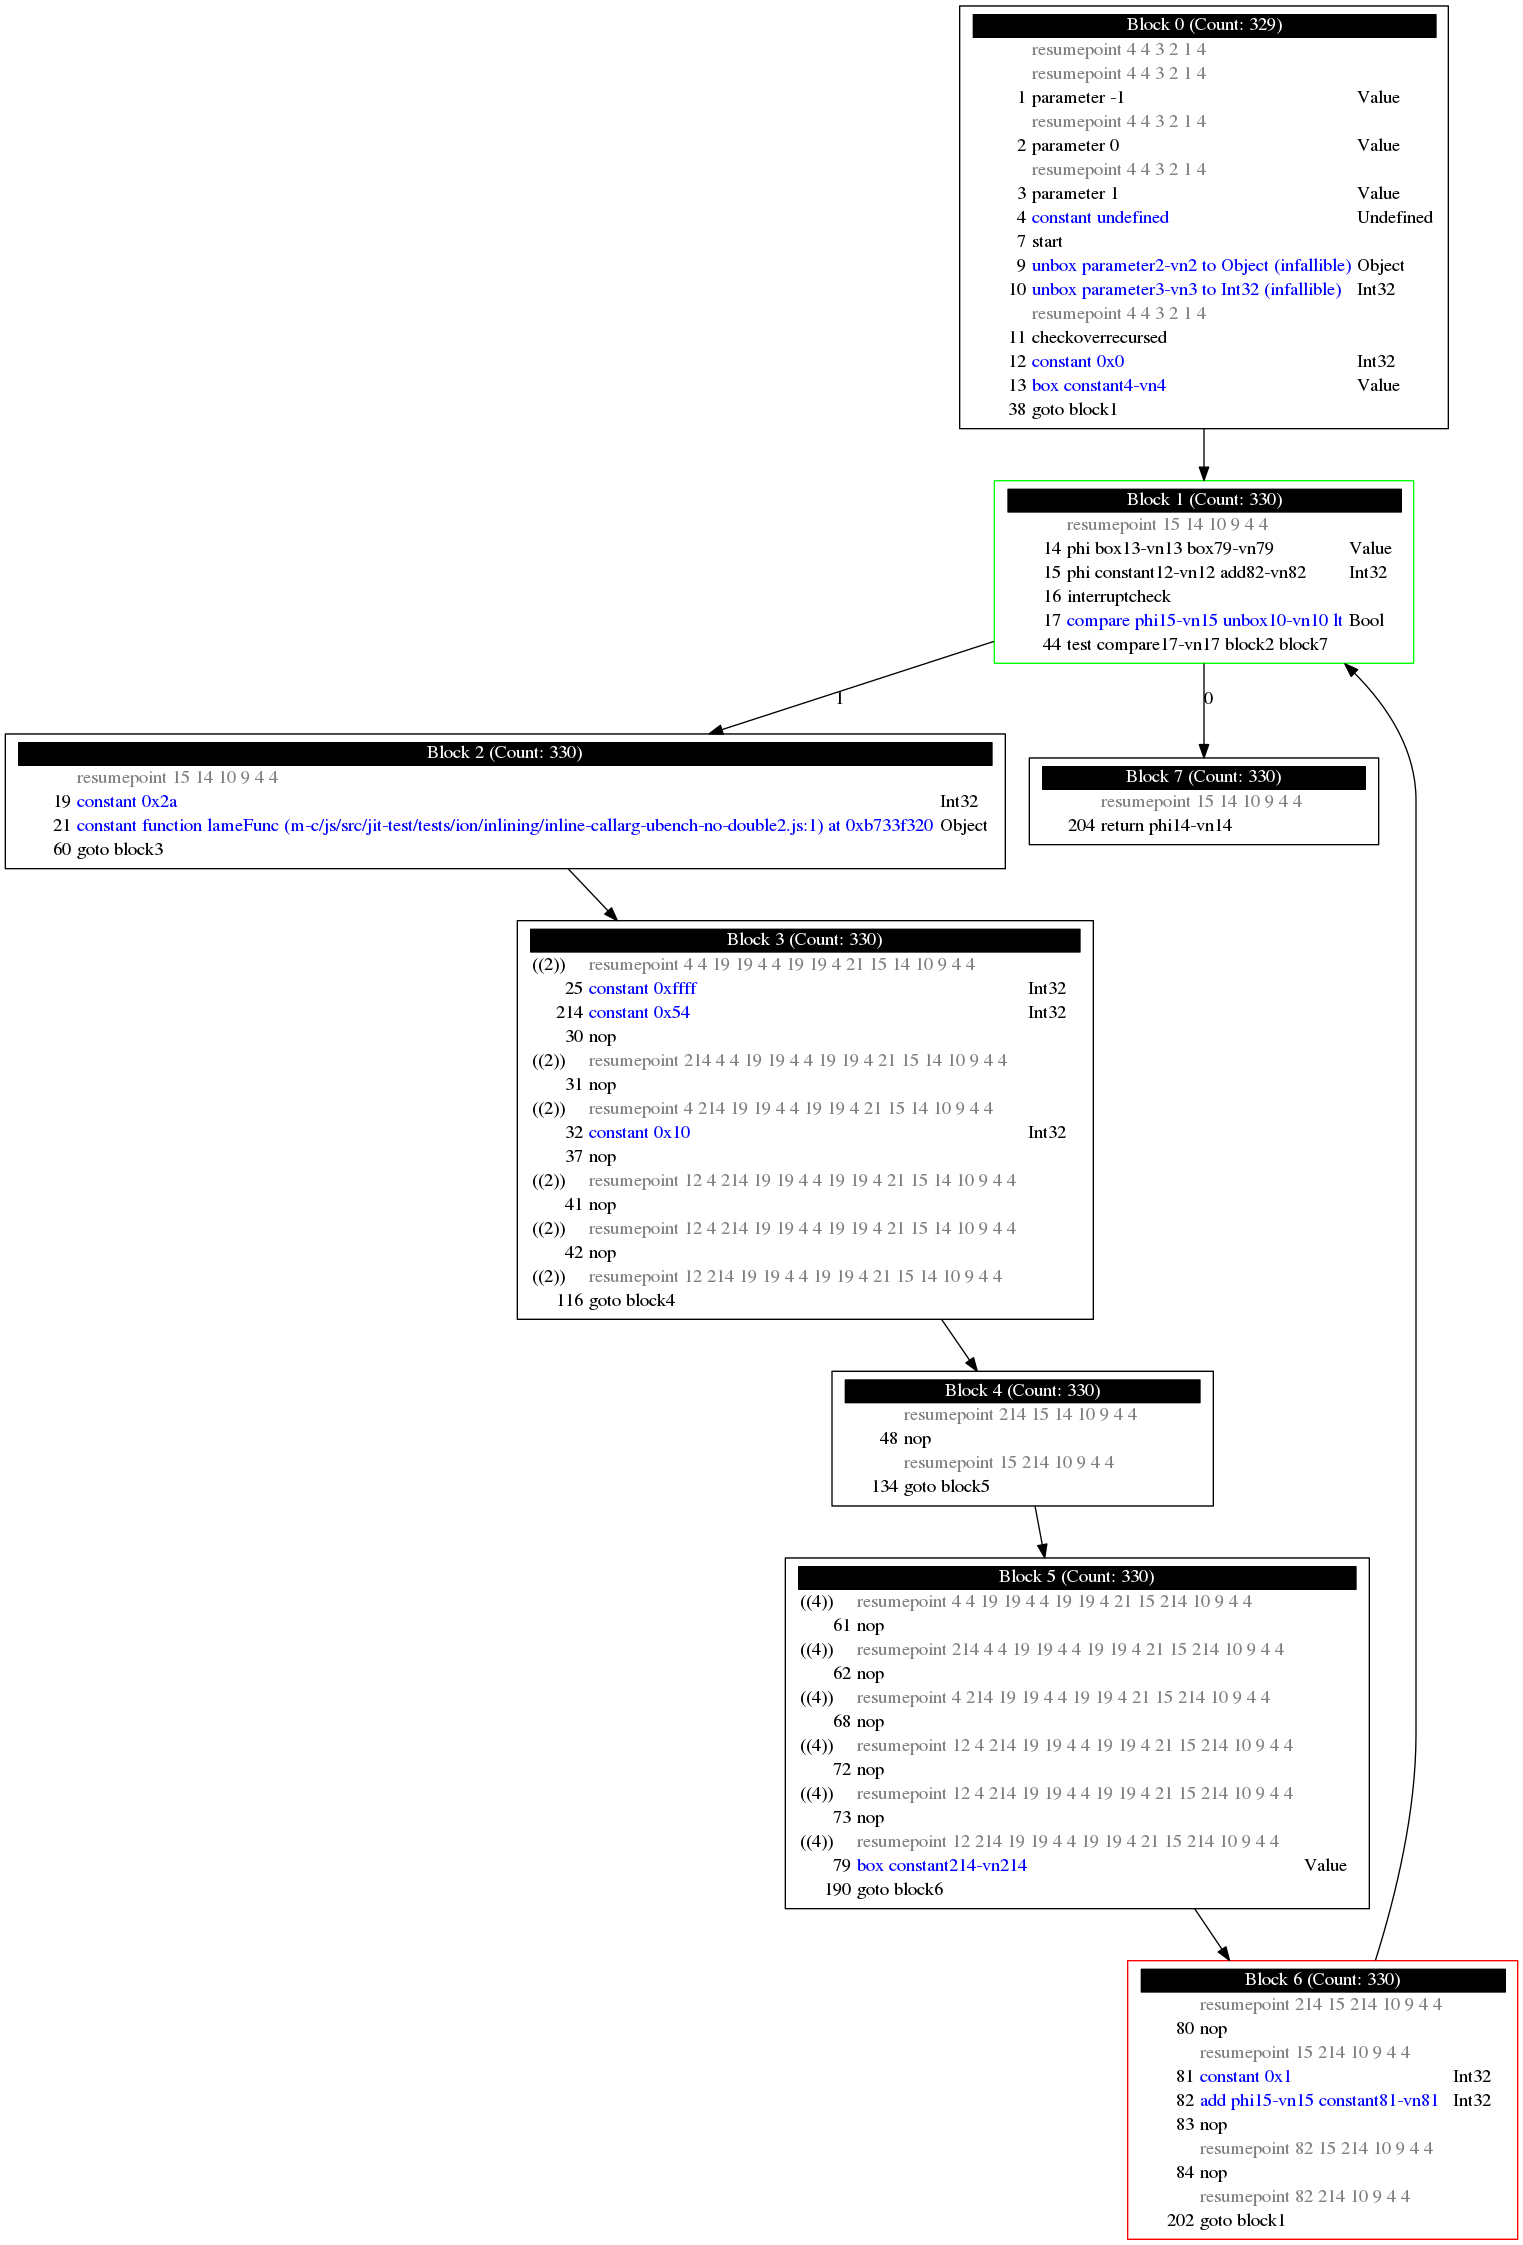 Block 0 (Count: 329)
resumepoint 4 4 3 2 1 4
resumepoint 4 4 3 2 1 4
1 parameter -1 Value
resumepoint 4 4 3 2 1 4
2 parameter 0 Value
resumepoint 4 4 3 2 1 4
3 parameter 1 Value
4 constant undefined Undefined
7 start
9 unbox parameter2-vn2 to Object (infallible) Object
10 unbox parameter3-vn3 to Int32 (infallible) Int32
resumepoint 4 4 3 2 1 4
11 checkoverrecursed
12 constant 0x0 Int32
13 box constant4-vn4 Value
38 goto block1
Block 1 (Count: 330)
resumepoint 15 14 10 9 4 4
14 phi box13-vn13 box79-vn79 Value
15 phi constant12-vn12 add82-vn82 Int32
16 interruptcheck
17 compare phi15-vn15 unbox10-vn10 lt Bool
44 test compare17-vn17 block2 block7
1
0
Block 2 (Count: 330)
resumepoint 15 14 10 9 4 4
19 constant 0x2a Int32
21 constant function lameFunc (m-c/js/src/jit-test/tests/ion/inlining/inline-callarg-ubench-no-double2.js:1) at 0xb733f320 Object
60 goto block3
Block 7 (Count: 330)
resumepoint 15 14 10 9 4 4
204 return phi14-vn14
Block 3 (Count: 330)
((2)) resumepoint 4 4 19 19 4 4 19 19 4 21 15 14 10 9 4 4
25 constant 0xffff Int32
214 constant 0x54 Int32
30 nop
((2)) resumepoint 214 4 4 19 19 4 4 19 19 4 21 15 14 10 9 4 4
31 nop
((2)) resumepoint 4 214 19 19 4 4 19 19 4 21 15 14 10 9 4 4
32 constant 0x10 Int32
37 nop
((2)) resumepoint 12 4 214 19 19 4 4 19 19 4 21 15 14 10 9 4 4
41 nop
((2)) resumepoint 12 4 214 19 19 4 4 19 19 4 21 15 14 10 9 4 4
42 nop
((2)) resumepoint 12 214 19 19 4 4 19 19 4 21 15 14 10 9 4 4
116 goto block4
Block 4 (Count: 330)
resumepoint 214 15 14 10 9 4 4
48 nop
resumepoint 15 214 10 9 4 4
134 goto block5
Block 5 (Count: 330)
((4)) resumepoint 4 4 19 19 4 4 19 19 4 21 15 214 10 9 4 4
61 nop
((4)) resumepoint 214 4 4 19 19 4 4 19 19 4 21 15 214 10 9 4 4
62 nop
((4)) resumepoint 4 214 19 19 4 4 19 19 4 21 15 214 10 9 4 4
68 nop
((4)) resumepoint 12 4 214 19 19 4 4 19 19 4 21 15 214 10 9 4 4
72 nop
((4)) resumepoint 12 4 214 19 19 4 4 19 19 4 21 15 214 10 9 4 4
73 nop
((4)) resumepoint 12 214 19 19 4 4 19 19 4 21 15 214 10 9 4 4
79 box constant214-vn214 Value
190 goto block6
Block 6 (Count: 330)
resumepoint 214 15 214 10 9 4 4
80 nop
resumepoint 15 214 10 9 4 4
81 constant 0x1 Int32
82 add phi15-vn15 constant81-vn81 Int32
83 nop
resumepoint 82 15 214 10 9 4 4
84 nop
resumepoint 82 214 10 9 4 4
202 goto block1